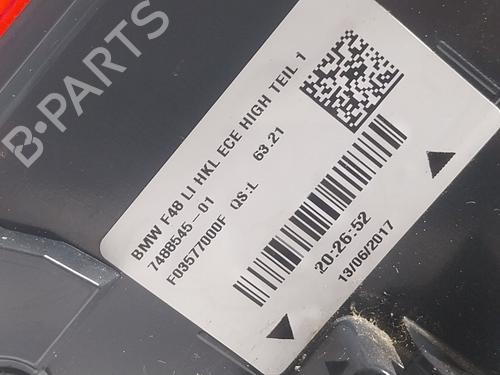 B-PARTS
BMW F48 LI HKL ECE HIGH TEIL 1
7488545-01 63.21
F03577000F QS:L
20-26-52
13/06/2017